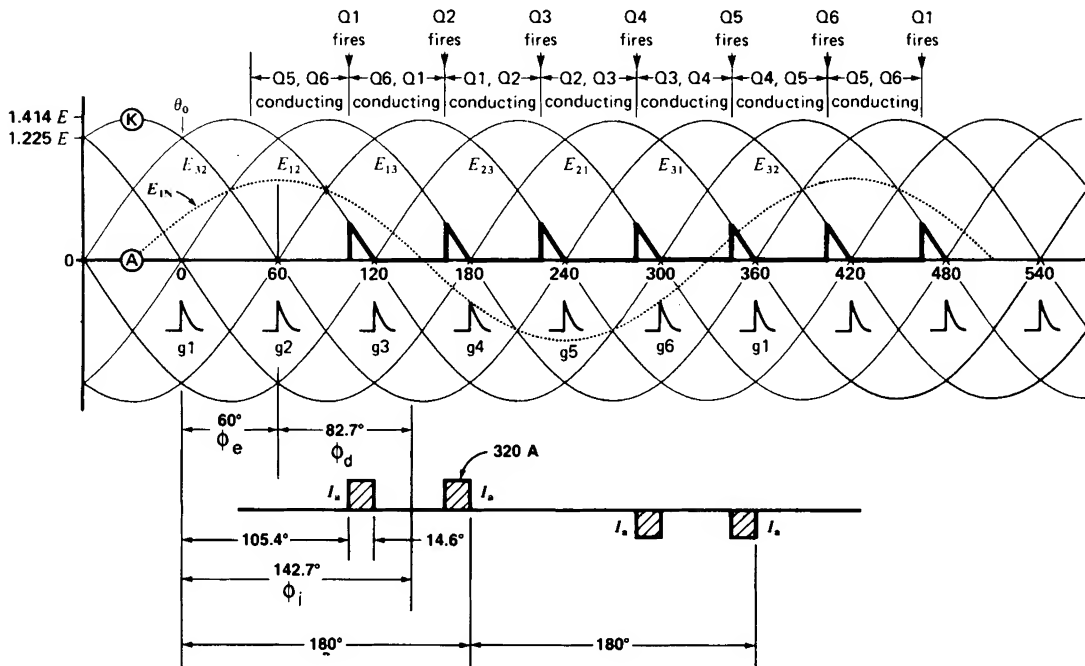 Q1 Q2 Q3 Q4 Q5 Q6 Q1
fires fires fires fires fires fires fires
Q5, Q6 Q6, Q1 Q1, Q2 Q2, Q3 Q3, Q4 Q4, Q5 Q5, Q6
conducting conducting conducting conducting conducting conducting conducting
1.414 E
K
θ₀
1.225 E
E₃₂ E₁₂ E₁₃ E₂₃ E₂₁ E₃₁ E₃₂
E₁N
0 A
0 60 120 180 240 300 360 420 480 540
g1 g2 g3 g4 g5 g6 g1
60° 82.7°
ϕe ϕd
320 A
Ia Ia Ia Ia
105.4° 14.6°
142.7°
ϕi
180° 180°